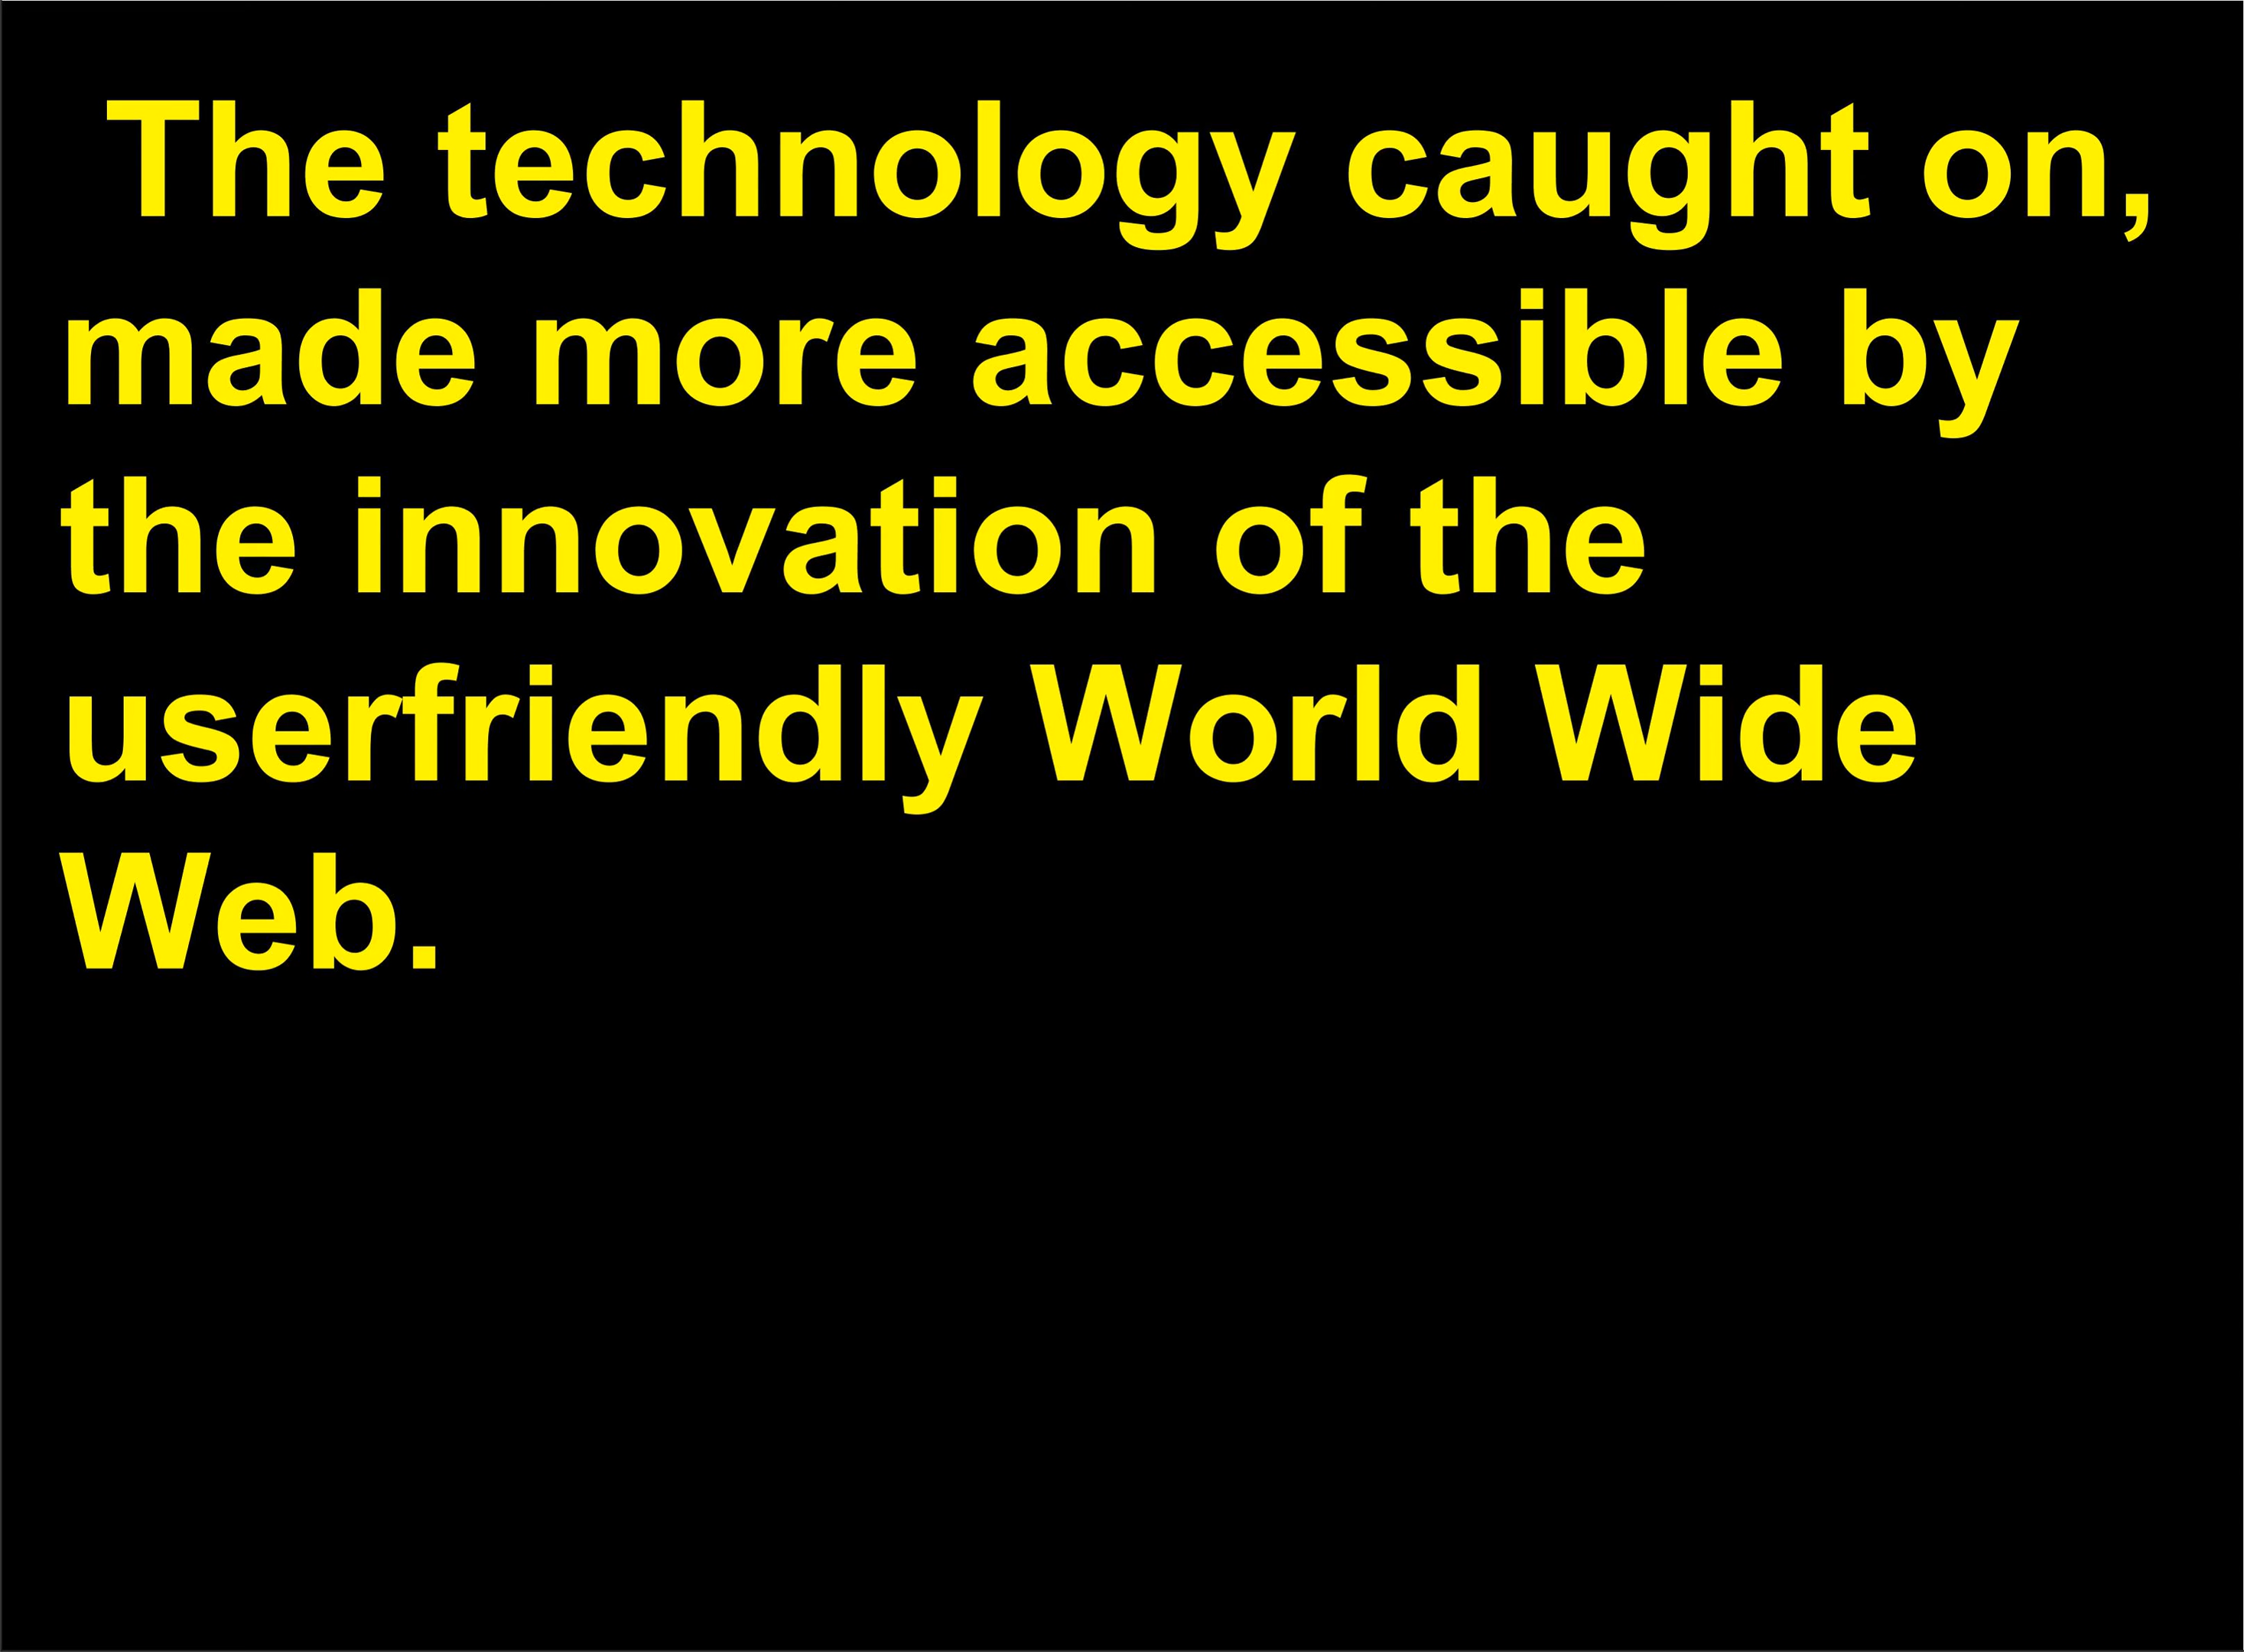 The technology caught on,
made more accessible by
the innovation of the
userfriendly World Wide
Web.